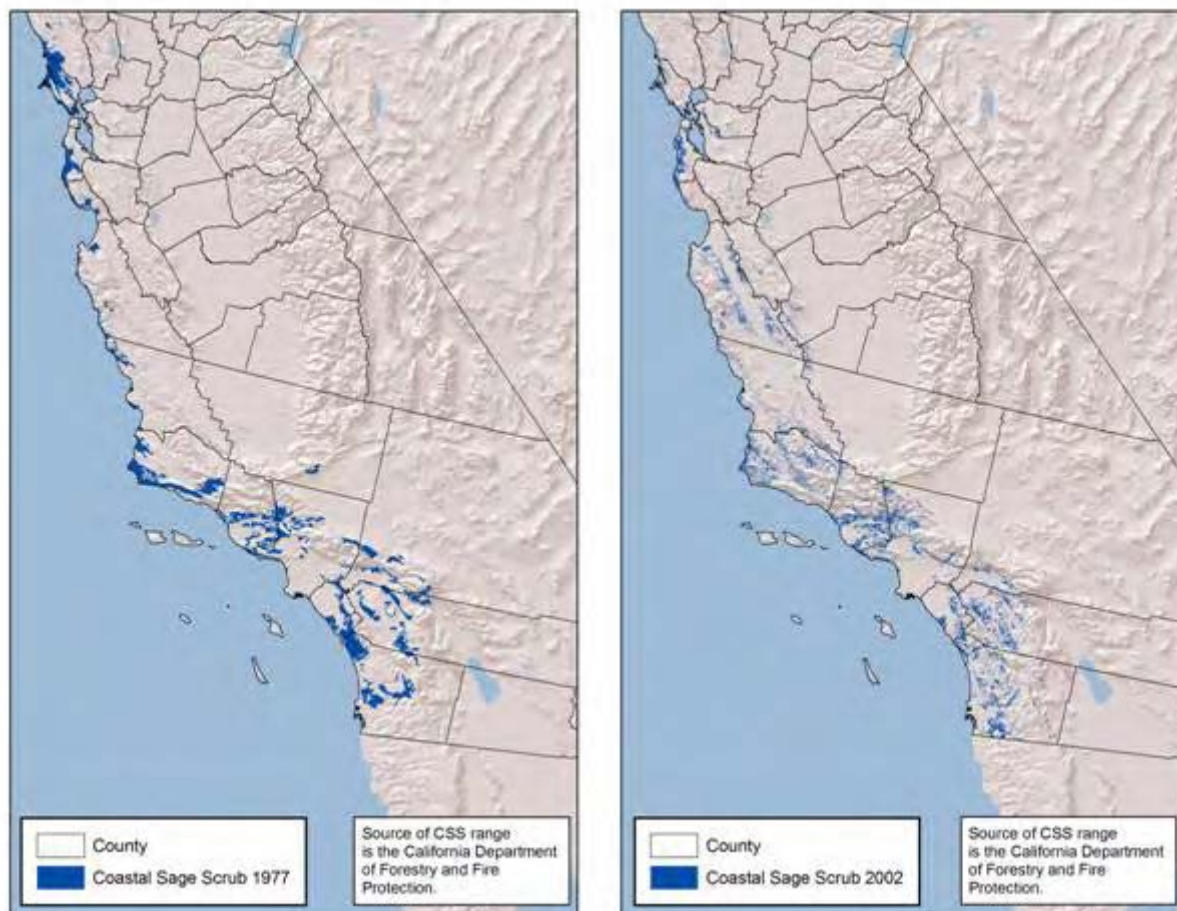 County
Coastal Sage Scrub 1977
Source of CSS range
is the California Department
of Forestry and Fire
Protection.
County
Coastal Sage Scrub 2002
Source of CSS range
is the California Department
of Forestry and Fire
Protection.